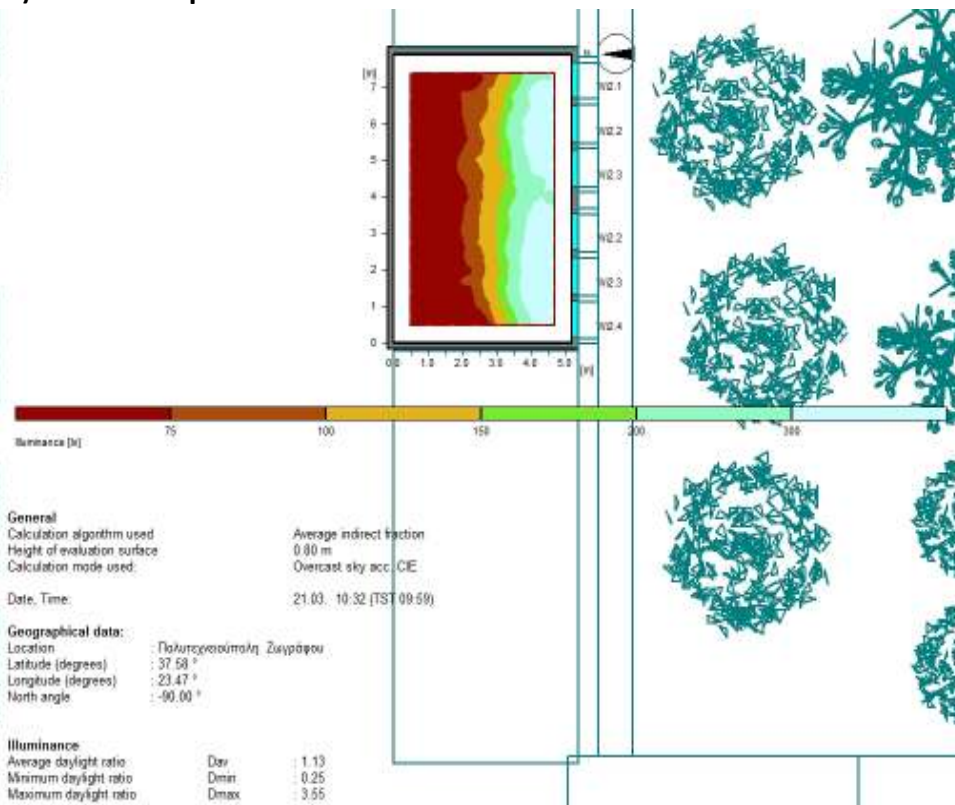 [m]
7
6
5
4
3
2
1
0
0.0 1.0 2.0 3.0 4.0 5.0
[m]
W2.1
W2.2
W2.3
W2.2
W2.3
W2.4
75 100 150 200 300
Illuminance [lx]
General
Calculation algorithm used Average indirect fraction
Height of evaluation surface 0.80 m
Calculation mode used: Overcast sky acc. CIE
Date, Time: 21.03. 10:32 (TST 09:59)
Geographical data:
Location : Πολυτεχνειούπολη Ζωγράφου
Latitude (degrees) : 37.58 °
Longitude (degrees) : 23.47 °
North angle : -90.00 °
Illuminance
Average daylight ratio Dav : 1.13
Minimum daylight ratio Dmin : 0.25
Maximum daylight ratio Dmax : 3.55